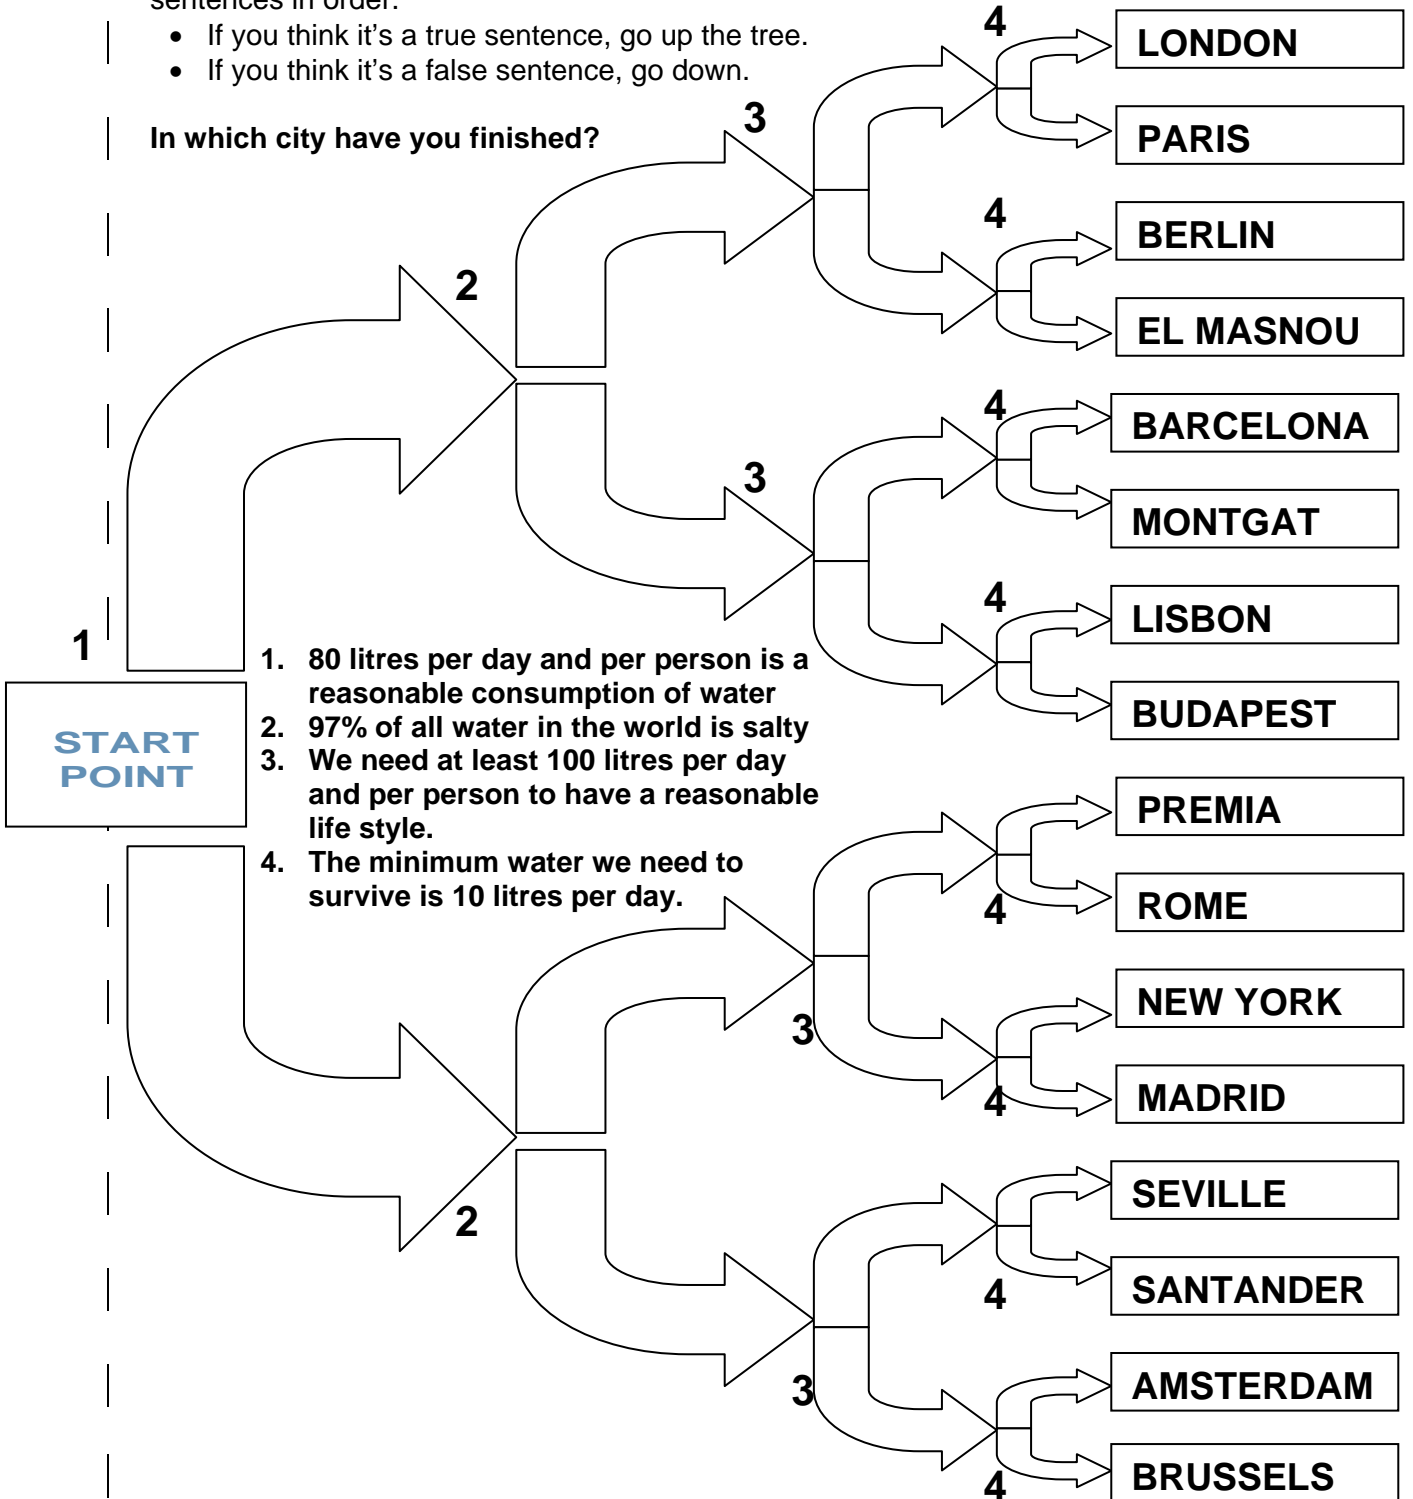 sentences in order.
• If you think it's a true sentence, go up the tree.
• If you think it's a false sentence, go down.
In which city have you finished?
1
START
POINT
2
2
3
3
3
3
4
4
4
4
4
4
4
4
1. 80 litres per day and per person is a
reasonable consumption of water
2. 97% of all water in the world is salty
3. We need at least 100 litres per day
and per person to have a reasonable
life style.
4. The minimum water we need to
survive is 10 litres per day.
LONDON
PARIS
BERLIN
EL MASNOU
BARCELONA
MONTGAT
LISBON
BUDAPEST
PREMIA
ROME
NEW YORK
MADRID
SEVILLE
SANTANDER
AMSTERDAM
BRUSSELS